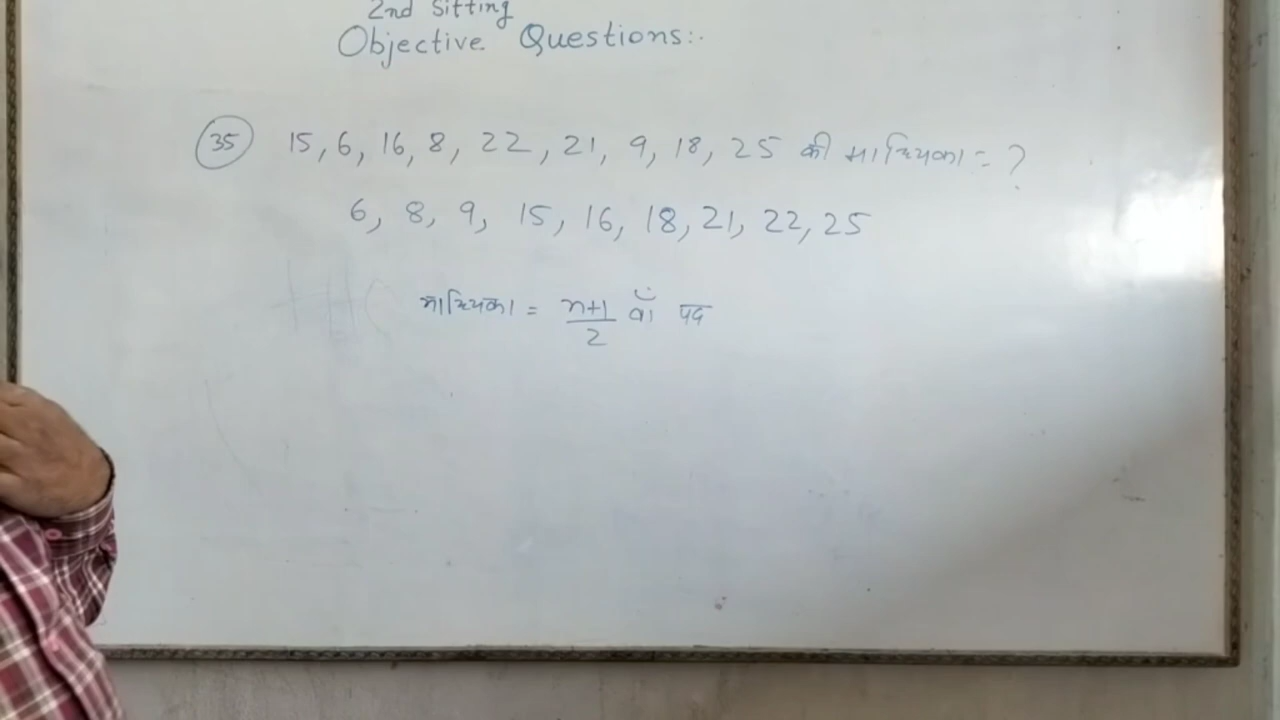 2nd Sitting
Objective Questions:.
35 15, 6, 16, 8, 22, 21, 9, 18, 25 की माध्यिका = ?
6, 8, 9, 15, 16, 18, 21, 22, 25
माध्यिका = n+1/2 वाँ पद